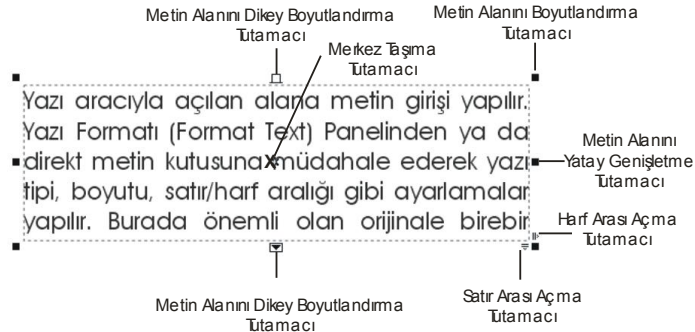 Metin Alanını Dikey Boyutlandırma
Tutamacı
Metin Alanını Boyutlandırma
Tutamacı
Merkez Taşıma
Tutamacı
Yazı aracıyla açılan alana metin girişi yapılır.
Yazı Formatı (Format Text) Panelinden ya da
direkt metin kutusuna müdahale ederek yazı
tipi, boyutu, satır/harf aralığı gibi ayarlamalar
yapılır. Burada önemli olan orijinale birebir
Metin Alanını
Yatay Genişletme
Tutamacı
Harf Arası Açma
Tutamacı
Satır Arası Açma
Tutamacı
Metin Alanını Dikey Boyutlandırma
Tutamacı